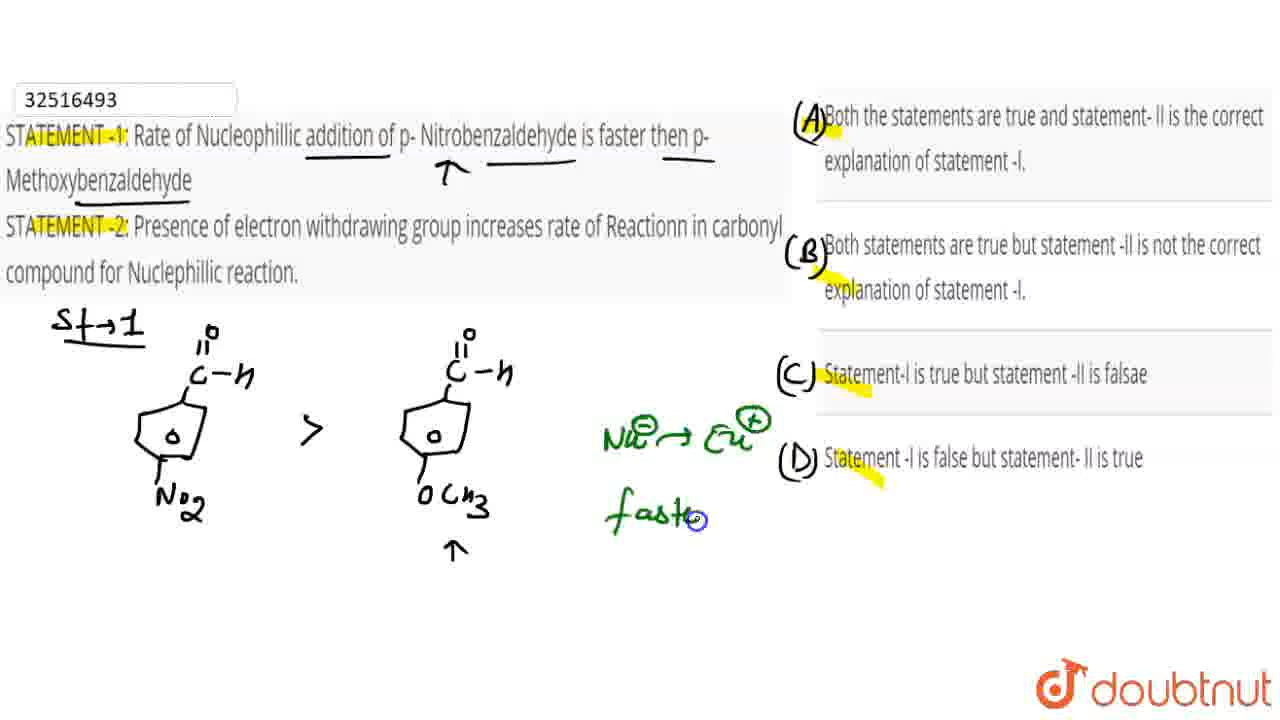 32516493
STATEMENT -1: Rate of Nucleophillic addition of p- Nitrobenzaldehyde is faster then p-
Methoxybenzaldehyde
STATEMENT -2: Presence of electron withdrawing group increases rate of Reactionn in carbonyl
compound for Nuclephillic reaction.
(A) Both the statements are true and statement- II is the correct
explanation of statement -I.
(B) Both statements are true but statement -II is not the correct
explanation of statement -I.
(C) Statement-I is true but statement -II is falsae
(D) Statement -I is false but statement- II is true
St→1
O
C-H
NO2
>
O
C-H
OCH3
Nu⊖ → Eu⊕
faste
doubtnut